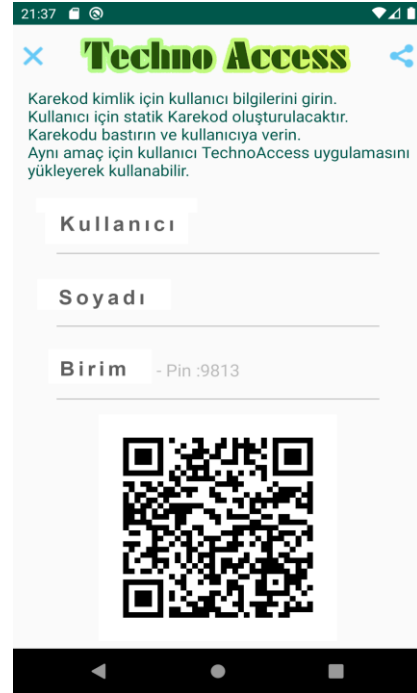 21:37
Techno Access
Karekod kimlik için kullanıcı bilgilerini girin.
Kullanıcı için statik Karekod oluşturulacaktır.
Karekodu bastırın ve kullanıcıya verin.
Aynı amaç için kullanıcı TechnoAccess uygulamasını
yükleyerek kullanabilir.
Kullanıcı
Soyadı
Birim - Pin :9813